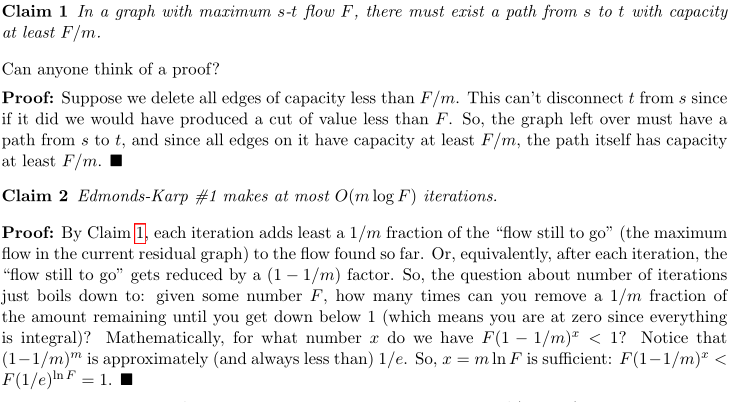 Claim 1 In a graph with maximum s-t flow F, there must exist a path from s to t with capacity
at least F/m.
Can anyone think of a proof?
Proof: Suppose we delete all edges of capacity less than F/m. This can't disconnect t from s since
if it did we would have produced a cut of value less than F. So, the graph left over must have a
path from s to t, and since all edges on it have capacity at least F/m, the path itself has capacity
at least F/m. ■
Claim 2 Edmonds-Karp #1 makes at most O(m log F) iterations.
Proof: By Claim 1, each iteration adds least a 1/m fraction of the “flow still to go” (the maximum
flow in the current residual graph) to the flow found so far. Or, equivalently, after each iteration, the
“flow still to go” gets reduced by a (1 − 1/m) factor. So, the question about number of iterations
just boils down to: given some number F, how many times can you remove a 1/m fraction of
the amount remaining until you get down below 1 (which means you are at zero since everything
is integral)? Mathematically, for what number x do we have F(1 − 1/m)^x < 1? Notice that
(1−1/m)^m is approximately (and always less than) 1/e. So, x = m ln F is sufficient: F(1−1/m)^x <
F(1/e)^{ln F} = 1. ■